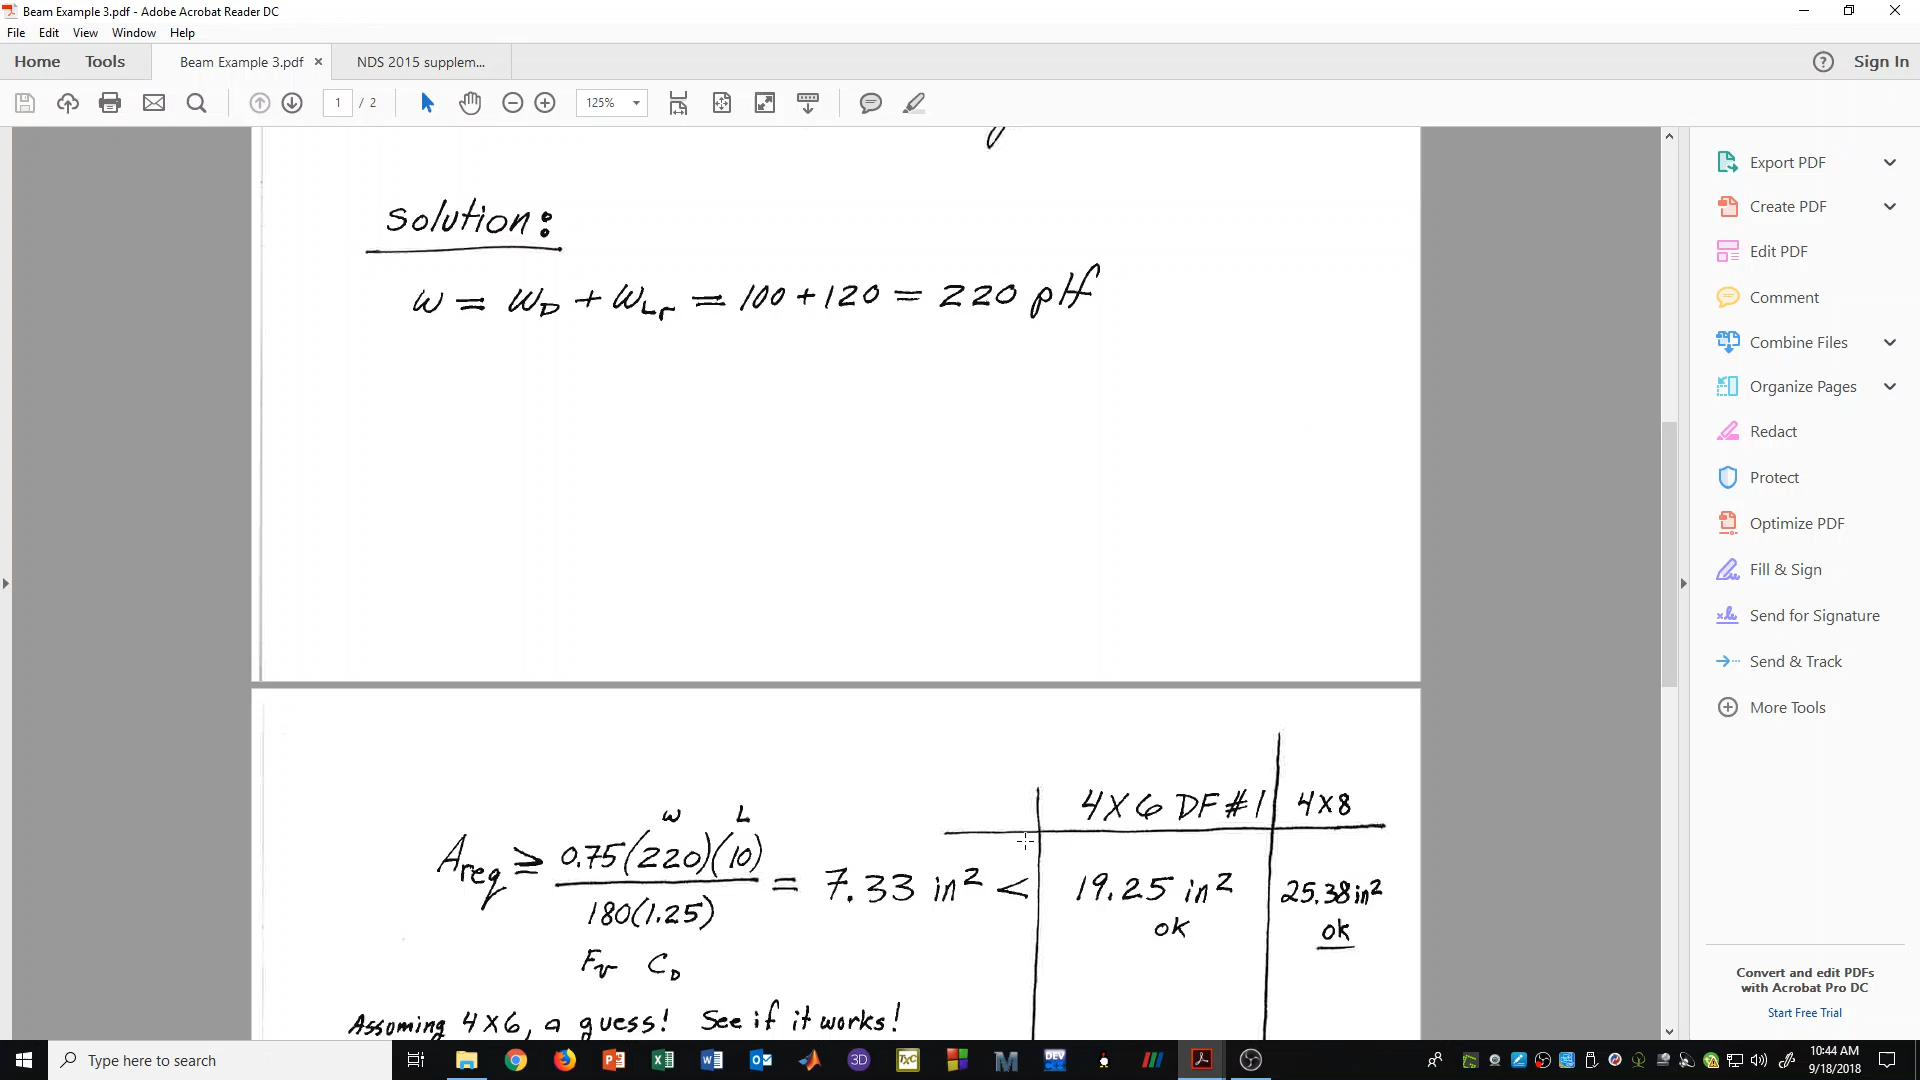 Beam Example 3.pdf - Adobe Acrobat Reader DC
File Edit View Window Help
Home Tools Beam Example 3.pdf × NDS 2015 supplem... Sign In
1 / 2 125%
Solution:
w = w_D + w_Lr = 100 + 120 = 220 plf
4X6 DF #1 4X8
w L
A_req ≥ 0.75(220)(10) / 180(1.25) = 7.33 in² < 19.25 in² 25.38 in²
ok ok
F_v C_D
Assuming 4X6, a guess! See if it works!
Export PDF
Create PDF
Edit PDF
Comment
Combine Files
Organize Pages
Redact
Protect
Optimize PDF
Fill & Sign
Send for Signature
Send & Track
More Tools
Convert and edit PDFs
with Acrobat Pro DC
Start Free Trial
Type here to search
10:44 AM
9/18/2018